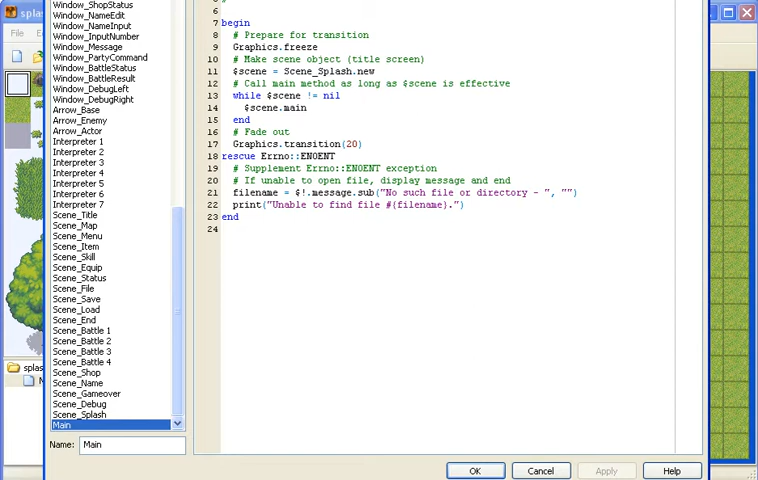 splas
File
Ed
Window_ShopStatus
Window_NameEdit
Window_NameInput
Window_InputNumber
Window_Message
Window_PartyCommand
Window_BattleStatus
Window_BattleResult
Window_DebugLeft
Window_DebugRight
Arrow_Base
Arrow_Enemy
Arrow_Actor
Interpreter 1
Interpreter 2
Interpreter 3
Interpreter 4
Interpreter 5
Interpreter 6
Interpreter 7
Scene_Title
Scene_Map
Scene_Menu
Scene_Item
Scene_Skill
Scene_Equip
Scene_Status
Scene_File
Scene_Save
Scene_Load
Scene_End
Scene_Battle 1
Scene_Battle 2
Scene_Battle 3
Scene_Battle 4
Scene_Shop
Scene_Name
Scene_Gameover
Scene_Debug
Scene_Splash
Main
Name: Main
6
7 begin
8 # Prepare for transition
9 Graphics.freeze
10 # Make scene object (title screen)
11 $scene = Scene_Splash.new
12 # Call main method as long as $scene is effective
13 while $scene != nil
14 $scene.main
15 end
16 # Fade out
17 Graphics.transition(20)
18 rescue Errno::ENOENT
19 # Supplement Errno::ENOENT exception
20 # If unable to open file, display message and end
21 filename = $!.message.sub("No such file or directory - ", "")
22 print("Unable to find file #{filename}.")
23 end
24
splas
OK Cancel Apply Help